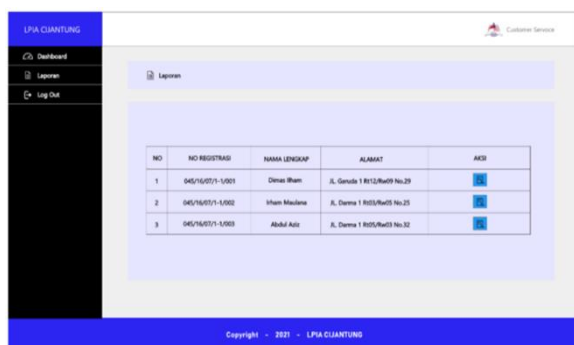 LPIA CIJANTUNG
Customer Service
Dashboard
Laporan
Log Out
Laporan
NO NO REGISTRASI NAMA LENGKAP ALAMAT AKSI
1 045/16/07/1-1/001 Dimas Ilham JL. Garuda 1 Rt12/Rw09 No.29
2 045/16/07/1-1/002 Irham Maulana JL. Darma 1 Rt03/Rw05 No.25
3 045/16/07/1-1/003 Abdul Aziz JL. Darma 1 Rt05/Rw03 No.32
Copyright - 2021 - LPIA CIJANTUNG